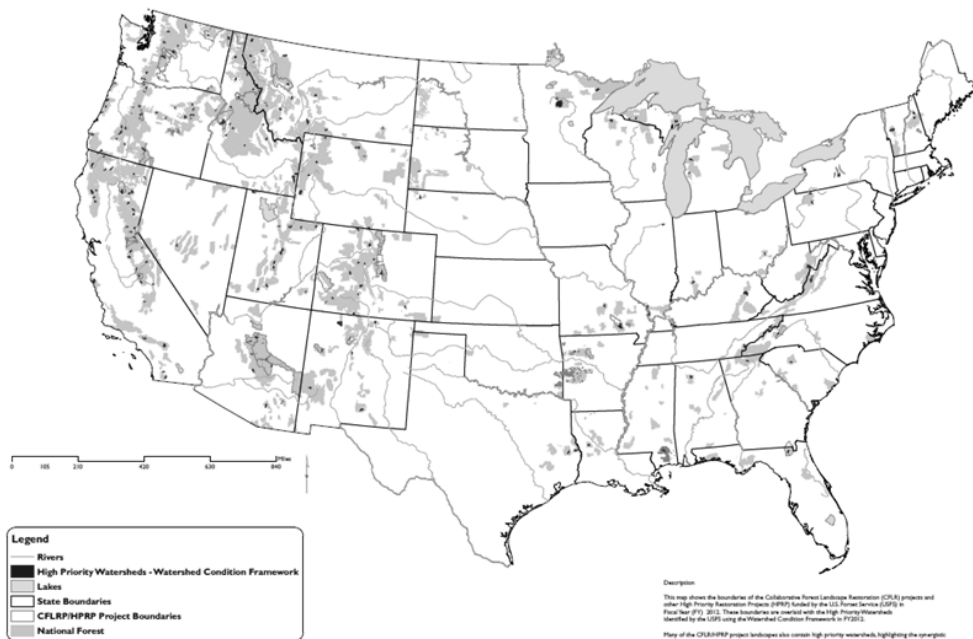 Miles
0 105 210 420 630 840
Legend
Rivers
High Priority Watersheds - Watershed Condition Framework
Lakes
State Boundaries
CFLRP/HPRP Project Boundaries
National Forest
Description
This map shows the boundaries of the Collaborative Forest Landscape Restoration (CFLR) projects and
other High Priority Restoration Projects (HPRP) funded by the U.S. Forset Service (USFS) in
Fiscal Year (FY) 2012. These boundaries are overlaid with the High Priority Watersheds
identified by the USFS using the Watershed Condition Framework in FY2012.
Many of the CFLR/HPRP project landscapes also contain high priority watersheds, highlighting the synergistic